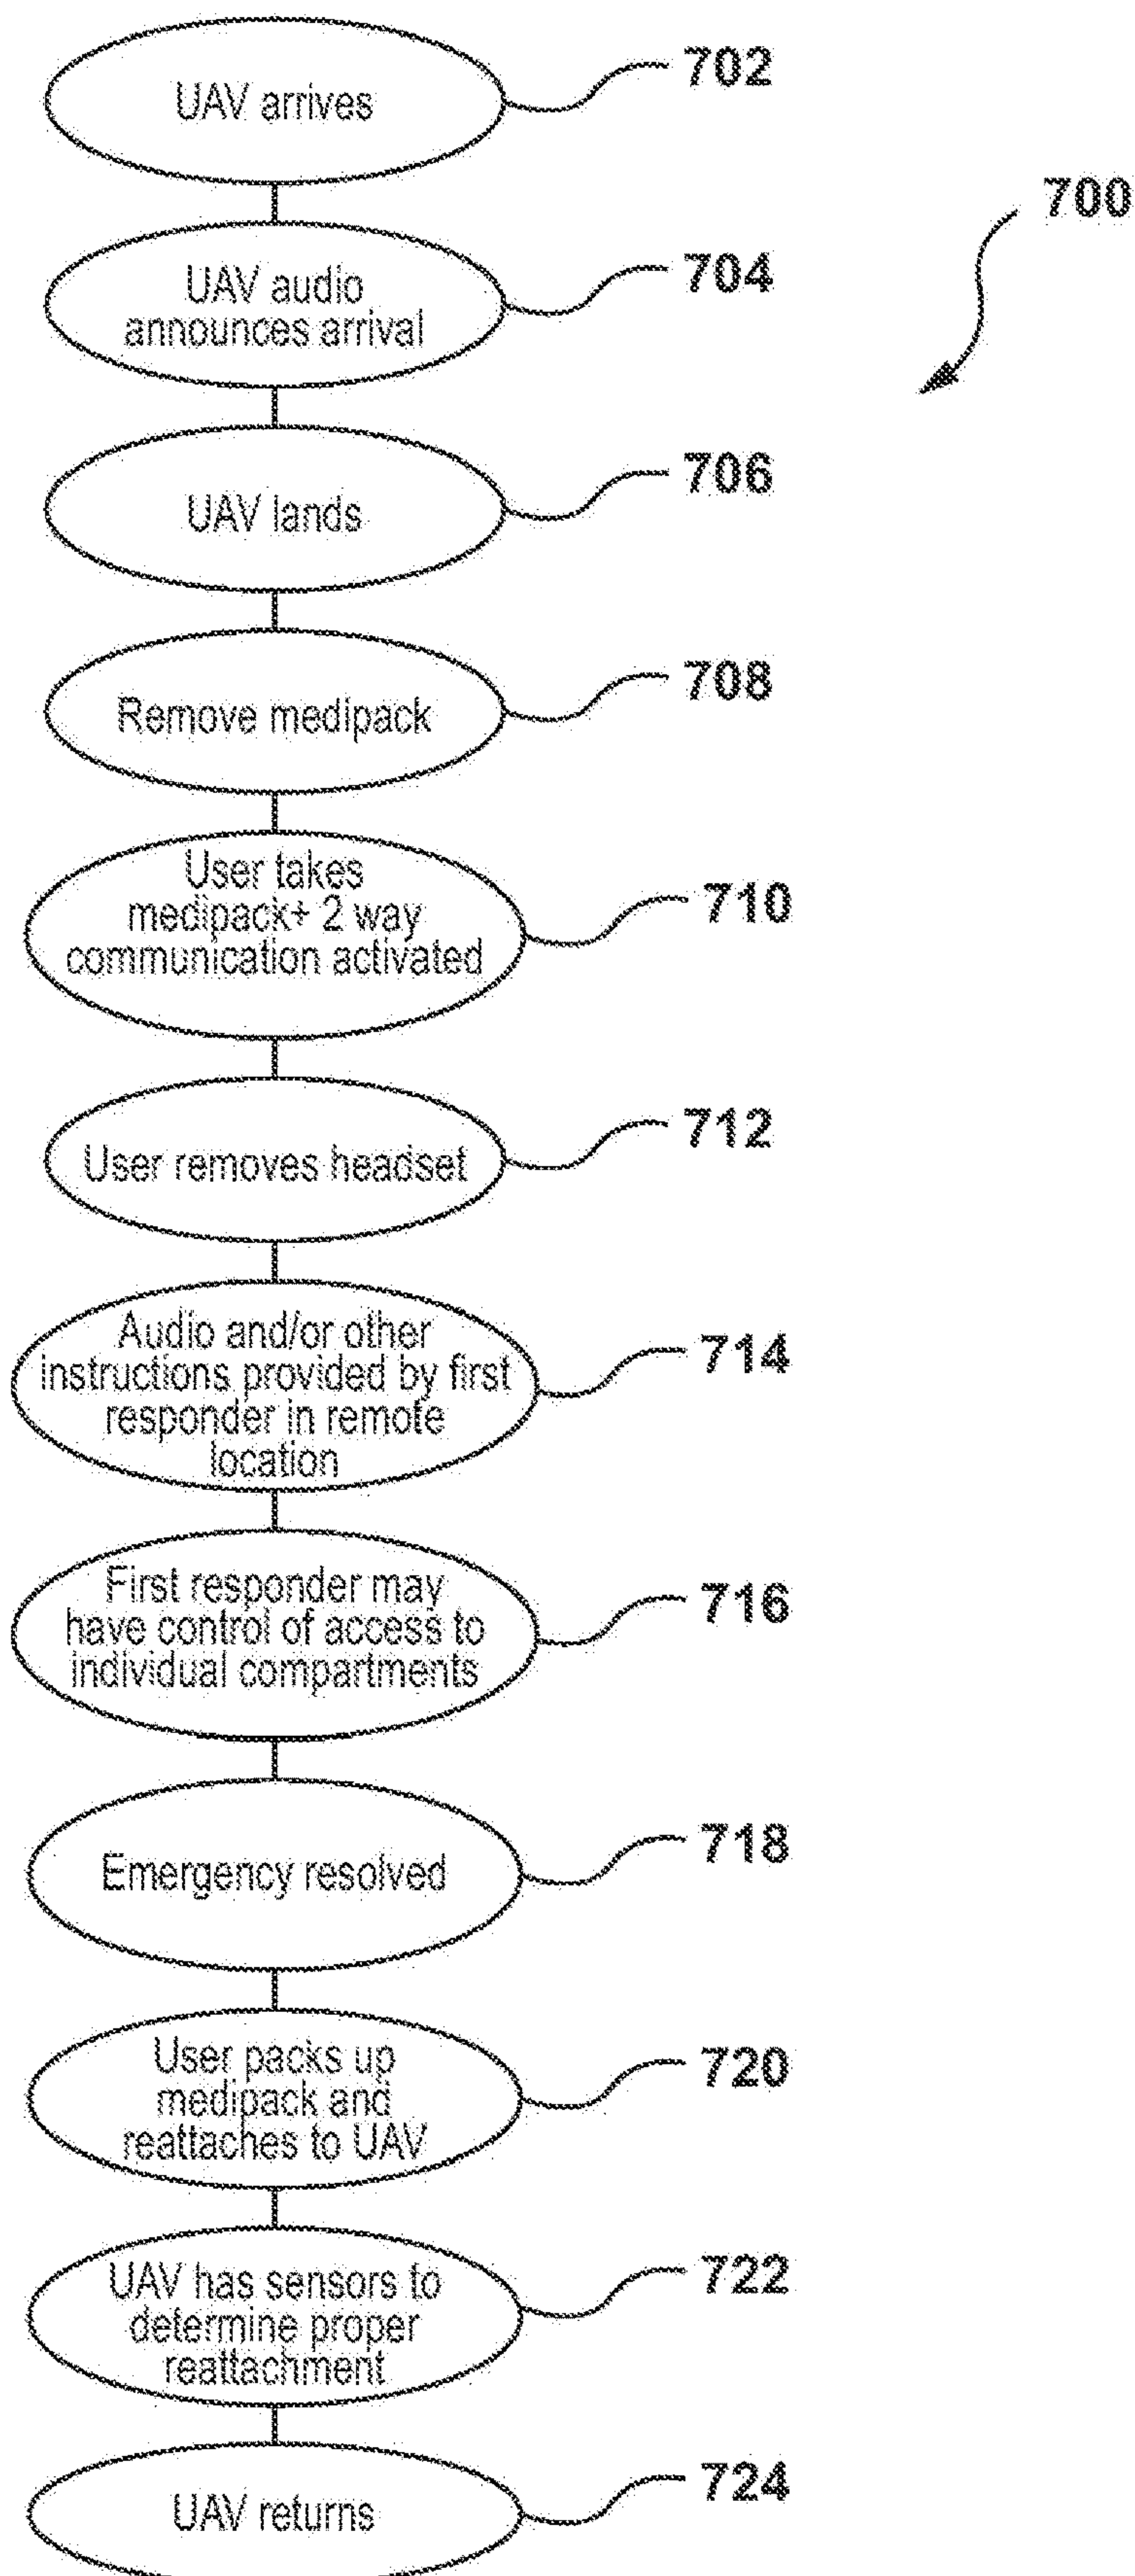 UAV arrives
702
700
UAV audio
announces arrival
704
UAV lands
706
Remove medipack
708
User takes
medipack+ 2 way
communication activated
710
User removes headset
712
Audio and/or other
instructions provided by first
responder in remote
location
714
First responder may
have control of access to
individual compartments
716
Emergency resolved
718
User packs up
medipack and
reattaches to UAV
720
UAV has sensors to
determine proper
reattachment
722
UAV returns
724